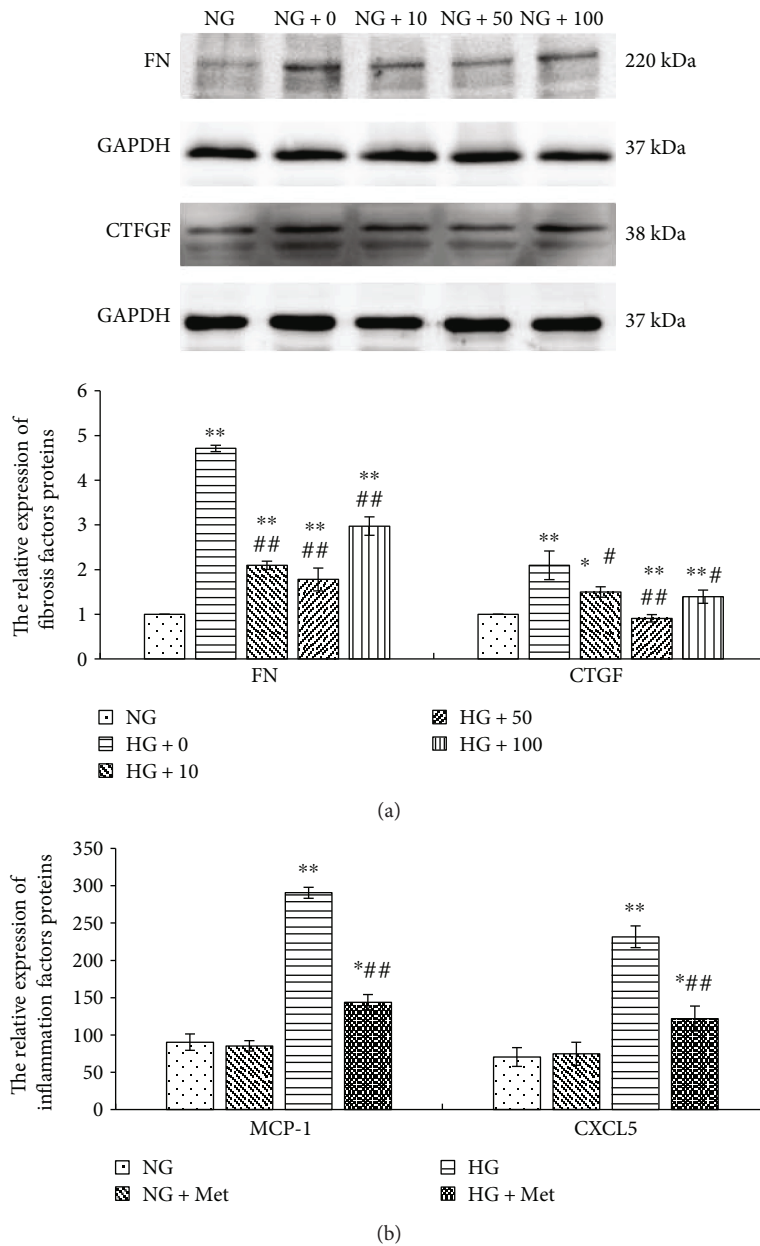 NG NG + 0 NG + 10 NG + 50 NG + 100
FN 220 kDa
GAPDH 37 kDa
CTFGF 38 kDa
GAPDH 37 kDa
The relative expression of
fibrosis factors proteins
6
5
4
3
2
1
0
**
**
##
**
##
**
##
**
* #
**
##
**#
FN CTGF
NG HG + 50
HG + 0 HG + 100
HG + 10
(a)
The relative expression of
inflammation factors proteins
350
300
250
200
150
100
50
0
**
*##
**
*##
MCP-1 CXCL5
NG HG
NG + Met HG + Met
(b)